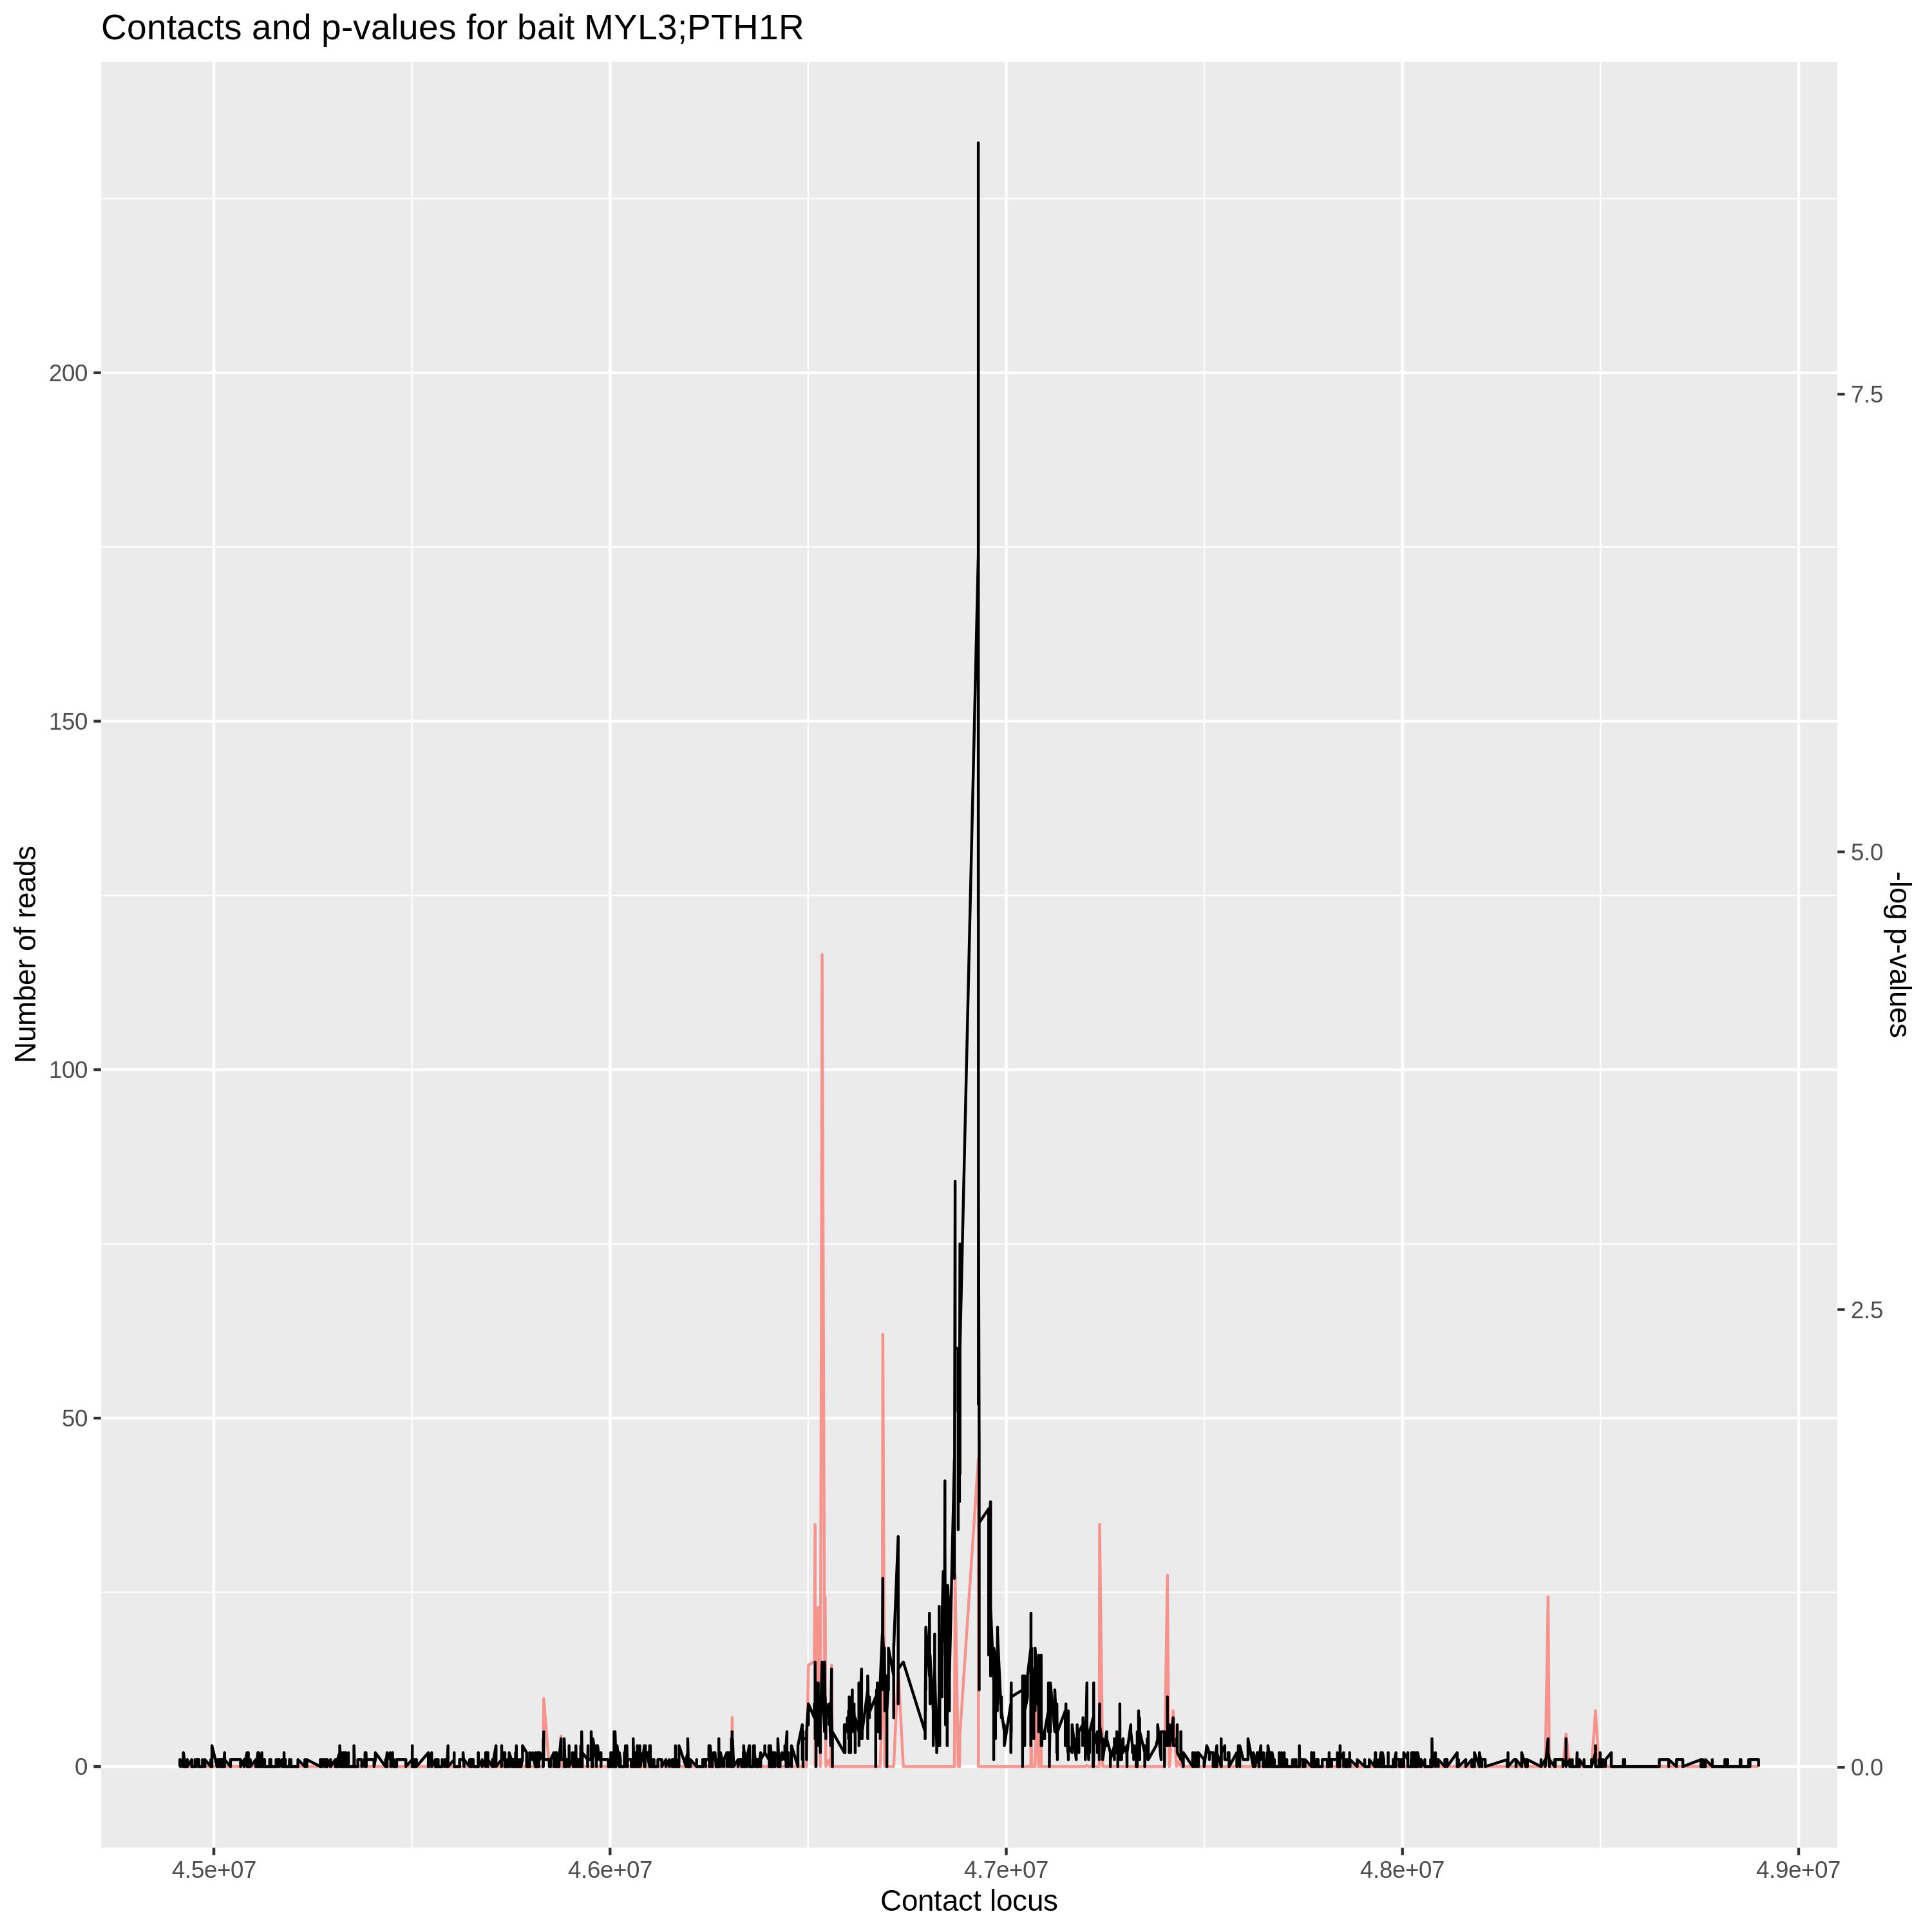 Contacts and p-values for bait MYL3;PTH1R
Number of reads
200
150
100
50
0
7.5
5.0
2.5
0.0
-log p-values
4.5e+07
4.6e+07
4.7e+07
4.8e+07
4.9e+07
Contact locus